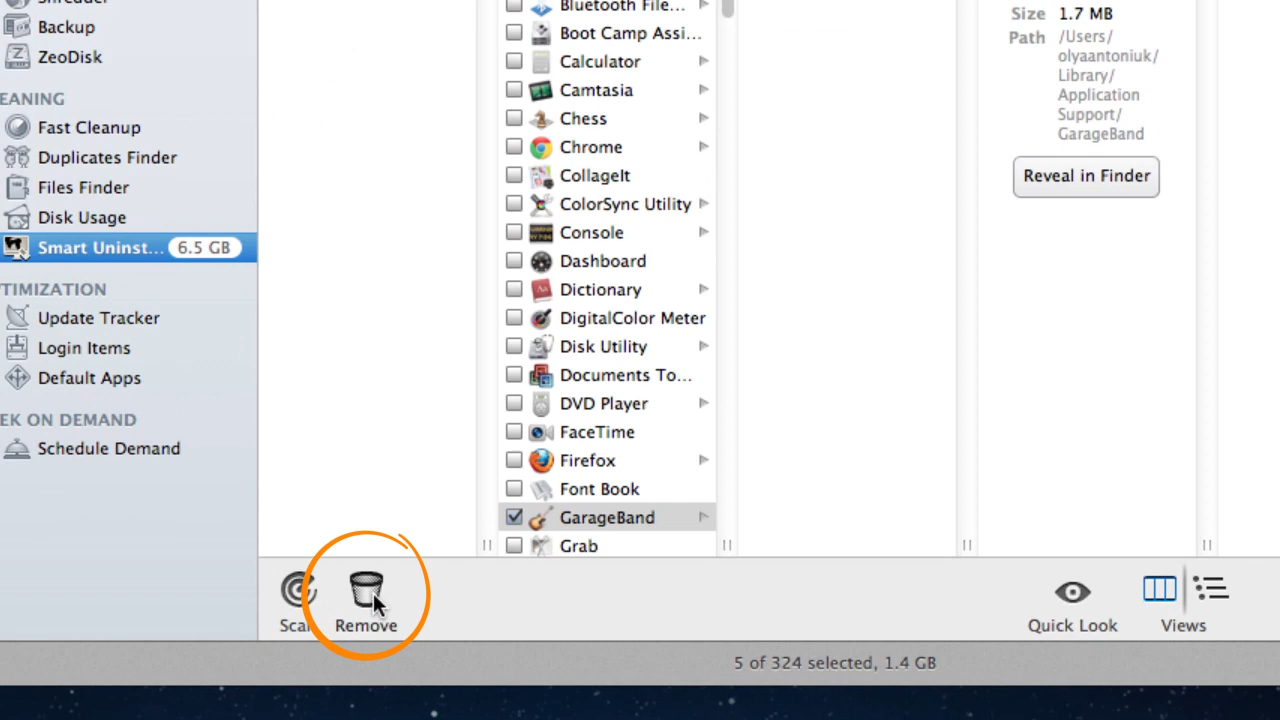 Backup
ZeoDisk
EANING
Fast Cleanup
Duplicates Finder
Files Finder
Disk Usage
Smart Uninst... 6.5 GB
TIMIZATION
Update Tracker
Login Items
Default Apps
EK ON DEMAND
Schedule Demand
Bluetooth File...
Boot Camp Assi...
Calculator
Camtasia
Chess
Chrome
CollageIt
ColorSync Utility
Console
Dashboard
Dictionary
DigitalColor Meter
Disk Utility
Documents To...
DVD Player
FaceTime
Firefox
Font Book
GarageBand
Grab
Size 1.7 MB
Path /Users/
olyaantoniuk/
Library/
Application
Support/
GarageBand
Reveal in Finder
Scan
Remove
Quick Look
Views
5 of 324 selected, 1.4 GB